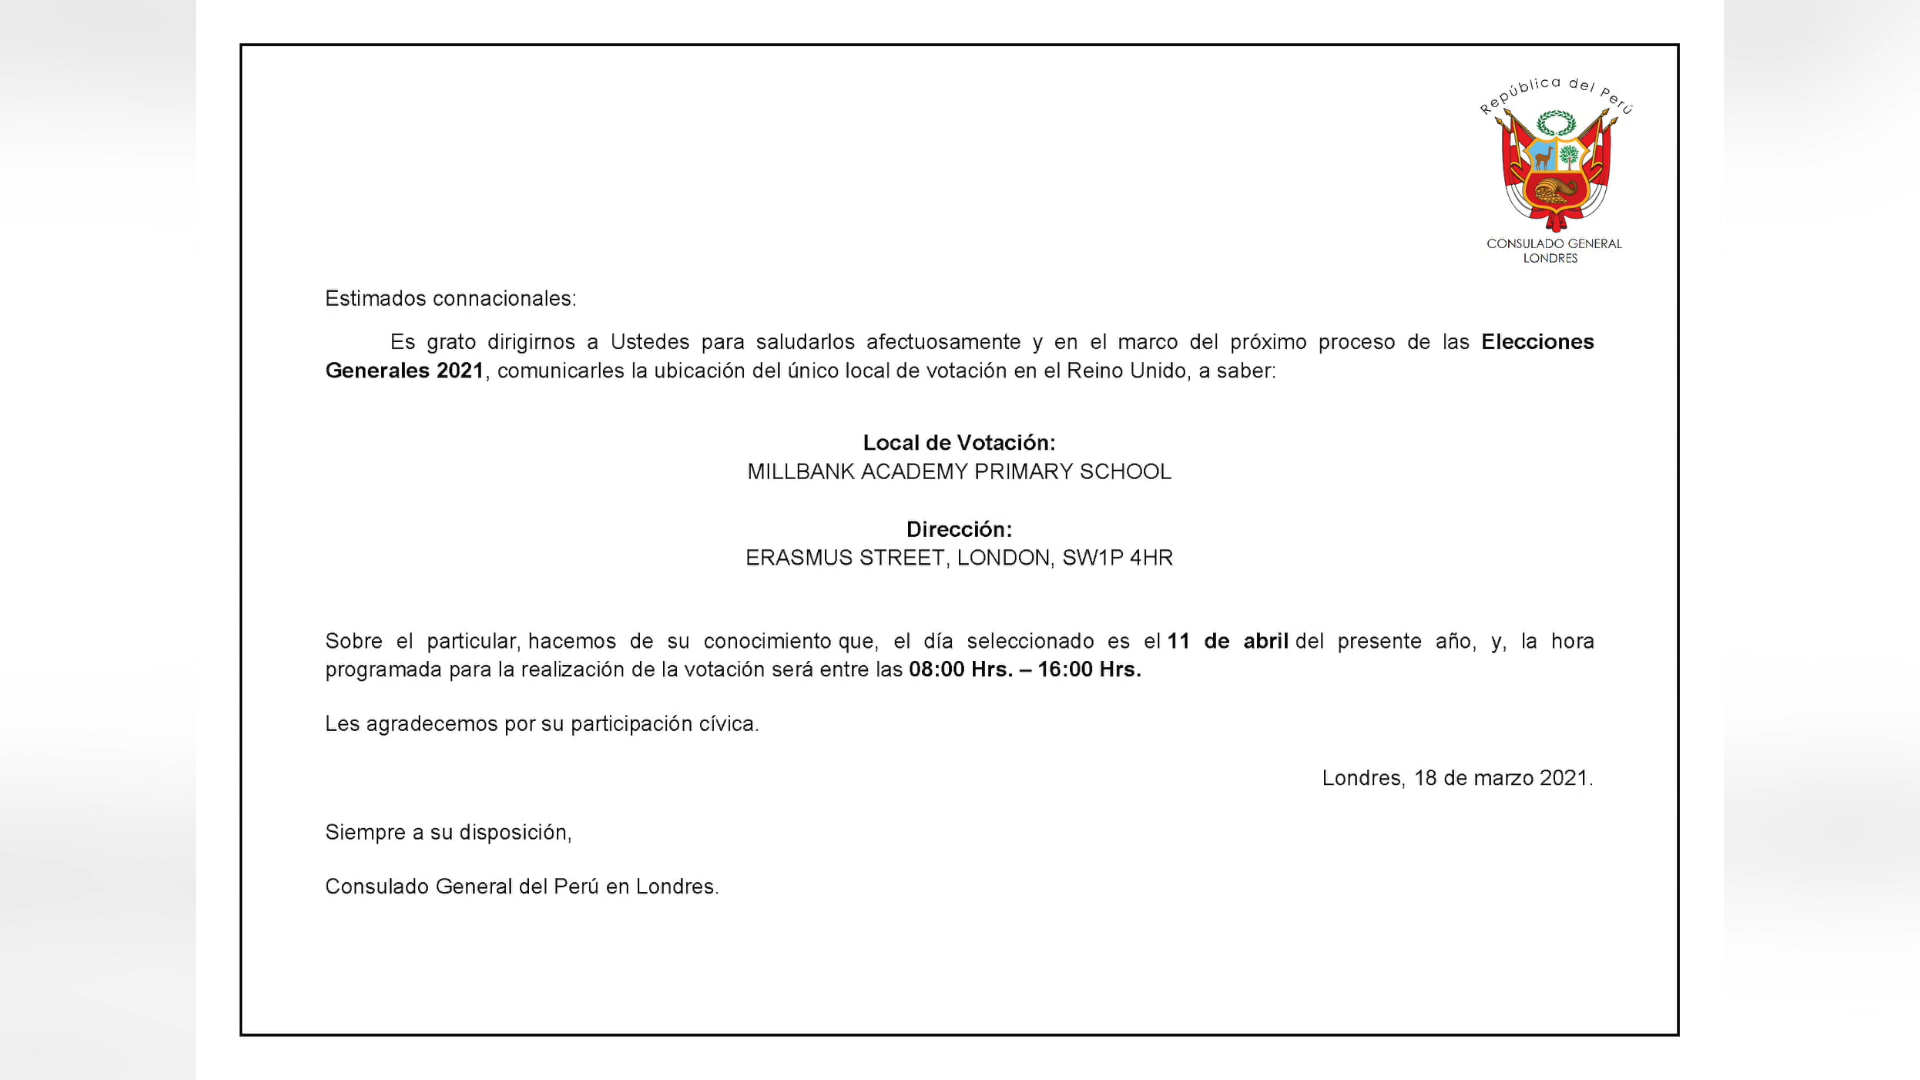 República del Perú
CONSULADO GENERAL
LONDRES
Estimados connacionales:
Es grato dirigirnos a Ustedes para saludarlos afectuosamente y en el marco del próximo proceso de las Elecciones
Generales 2021, comunicarles la ubicación del único local de votación en el Reino Unido, a saber:
Local de Votación:
MILLBANK ACADEMY PRIMARY SCHOOL
Dirección:
ERASMUS STREET, LONDON, SW1P 4HR
Sobre el particular, hacemos de su conocimiento que, el día seleccionado es el 11 de abril del presente año, y, la hora
programada para la realización de la votación será entre las 08:00 Hrs. – 16:00 Hrs.
Les agradecemos por su participación cívica.
Londres, 18 de marzo 2021.
Siempre a su disposición,
Consulado General del Perú en Londres.